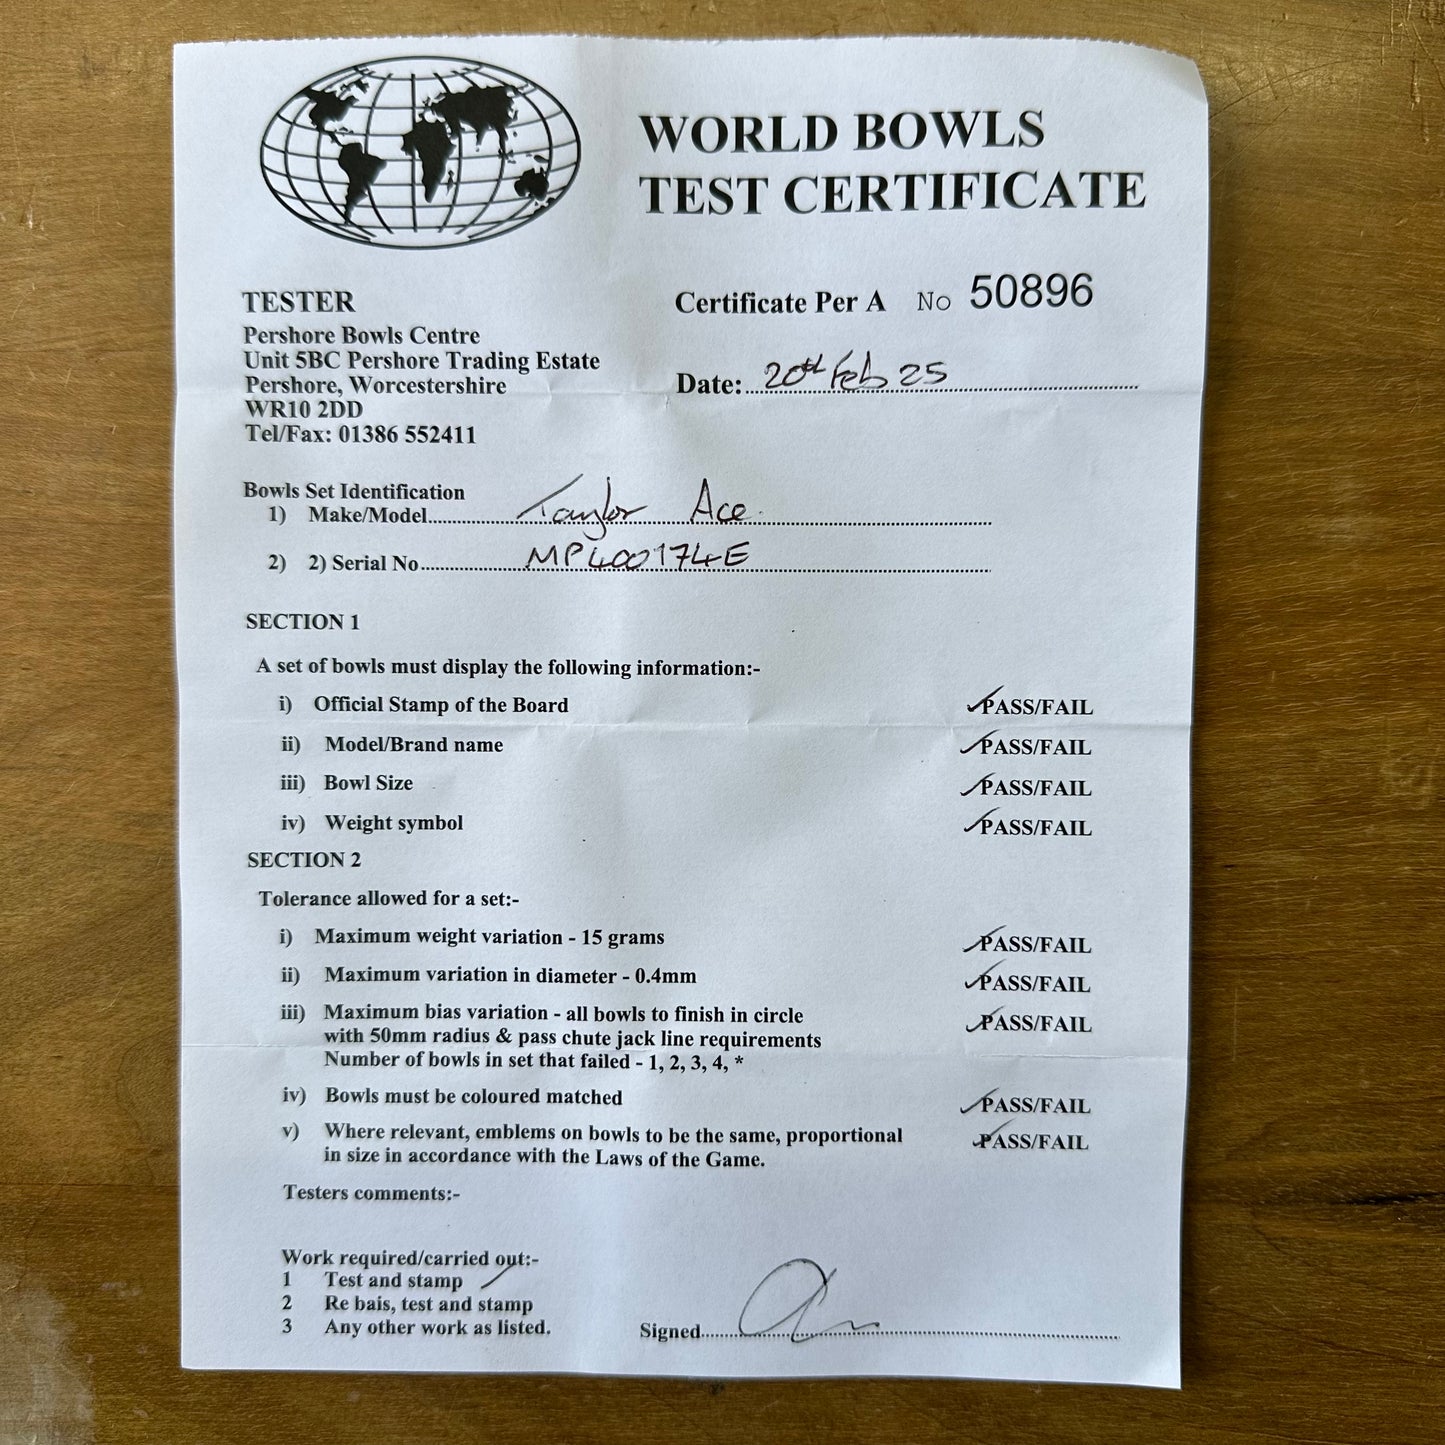 WORLD BOWLS
TEST CERTIFICATE
TESTER
Pershore Bowls Centre
Unit 5BC Pershore Trading Estate
Pershore, Worcestershire
WR10 2DD
Tel/Fax: 01386 552411
Certificate Per A No 50896
Date: 20th Feb 25
Bowls Set Identification
1) Make/Model Taylor Ace.
2) 2) Serial No MP400174E
SECTION 1
A set of bowls must display the following information:-
i) Official Stamp of the Board PASS/FAIL
ii) Model/Brand name PASS/FAIL
iii) Bowl Size PASS/FAIL
iv) Weight symbol PASS/FAIL
SECTION 2
Tolerance allowed for a set:-
i) Maximum weight variation - 15 grams PASS/FAIL
ii) Maximum variation in diameter - 0.4mm PASS/FAIL
iii) Maximum bias variation - all bowls to finish in circle PASS/FAIL
with 50mm radius & pass chute jack line requirements
Number of bowls in set that failed - 1, 2, 3, 4, *
iv) Bowls must be coloured matched PASS/FAIL
v) Where relevant, emblems on bowls to be the same, proportional PASS/FAIL
in size in accordance with the Laws of the Game.
Testers comments:-
Work required/carried out:-
1 Test and stamp
2 Re bais, test and stamp
3 Any other work as listed.
Signed